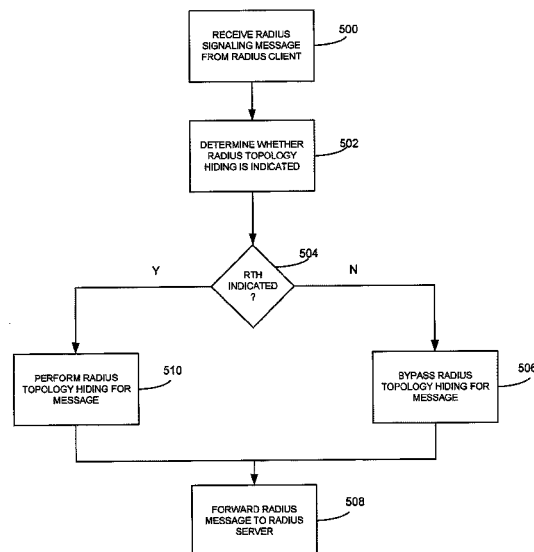 RECEIVE RADIUS
SIGNALING MESSAGE
FROM RADIUS CLIENT
500
DETERMINE WHETHER
RADIUS TOPOLOGY
HIDING IS INDICATED
502
504
RTH
INDICATED
?
Y
N
PERFORM RADIUS
TOPOLOGY HIDING FOR
MESSAGE
510
BYPASS RADIUS
TOPOLOGY HIDING FOR
MESSAGE
506
FORWARD RADIUS
MESSAGE TO RADIUS
SERVER
508